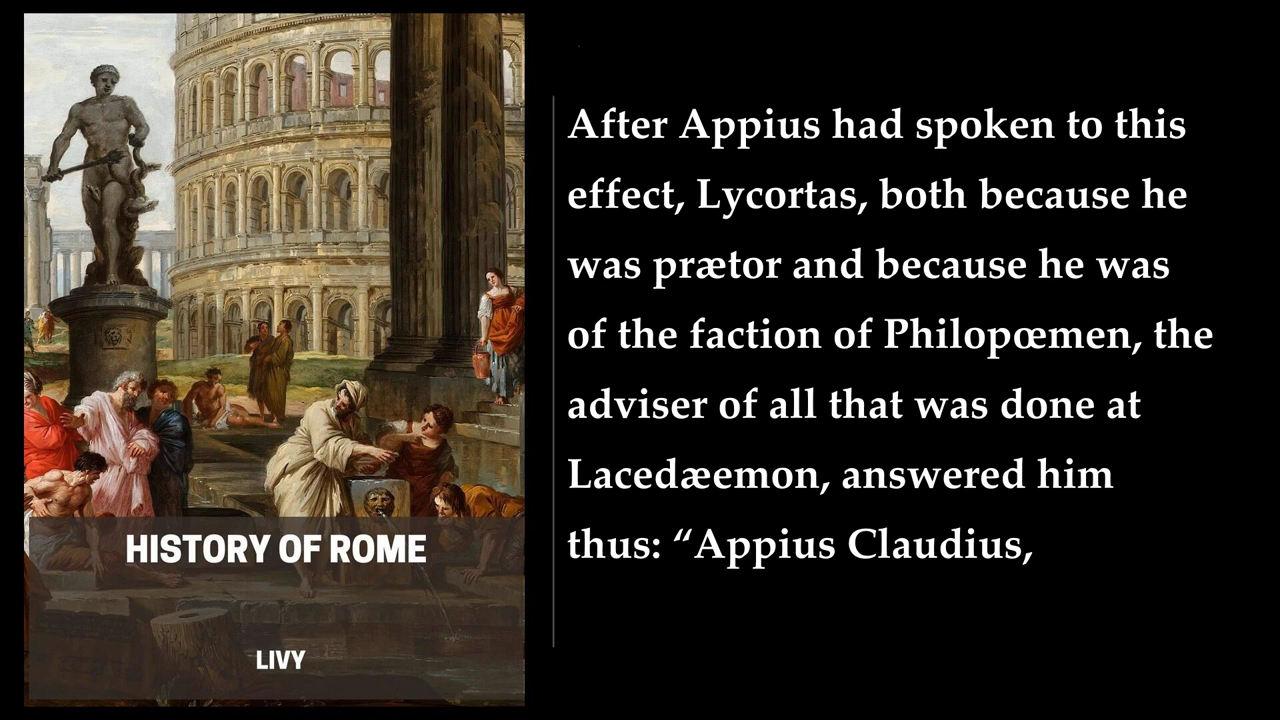 HISTORY OF ROME
LIVY
After Appius had spoken to this
effect, Lycortas, both because he
was prætor and because he was
of the faction of Philopœmen, the
adviser of all that was done at
Lacedæemon, answered him
thus: “Appius Claudius,